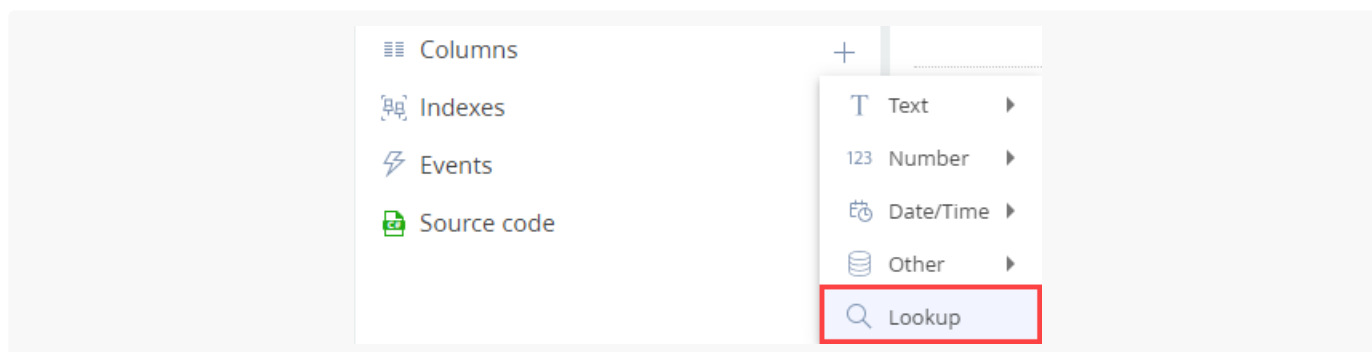 Columns
Indexes
Events
Source code
T Text
123 Number
Date/Time
Other
Lookup